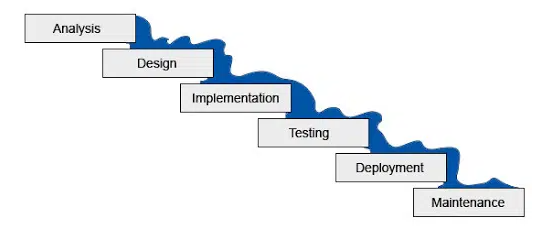 Analysis
Design
Implementation
Testing
Deployment
Maintenance